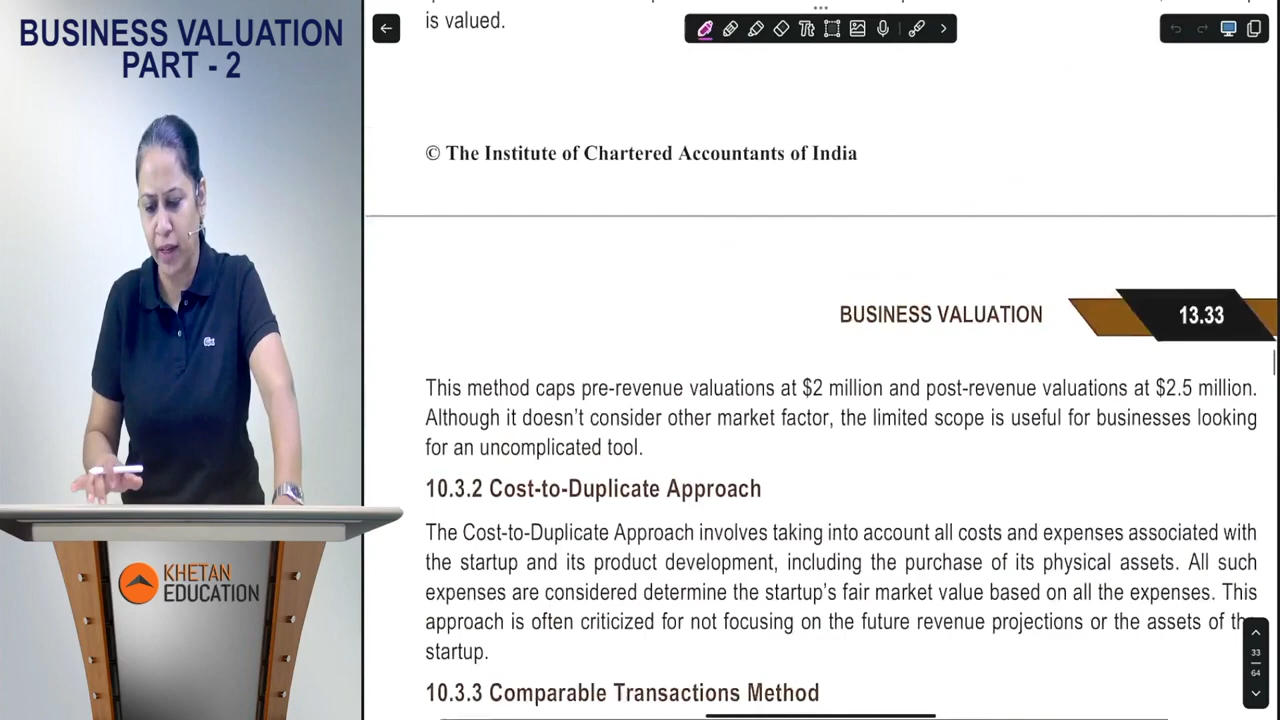 BUSINESS VALUATION
PART - 2
is valued.
© The Institute of Chartered Accountants of India
BUSINESS VALUATION
13.33
This method caps pre-revenue valuations at $2 million and post-revenue valuations at $2.5 million.
Although it doesn't consider other market factor, the limited scope is useful for businesses looking
for an uncomplicated tool.
10.3.2 Cost-to-Duplicate Approach
The Cost-to-Duplicate Approach involves taking into account all costs and expenses associated with
the startup and its product development, including the purchase of its physical assets. All such
expenses are considered determine the startup's fair market value based on all the expenses. This
approach is often criticized for not focusing on the future revenue projections or the assets of the
startup.
10.3.3 Comparable Transactions Method
KHETAN
EDUCATION
33
64